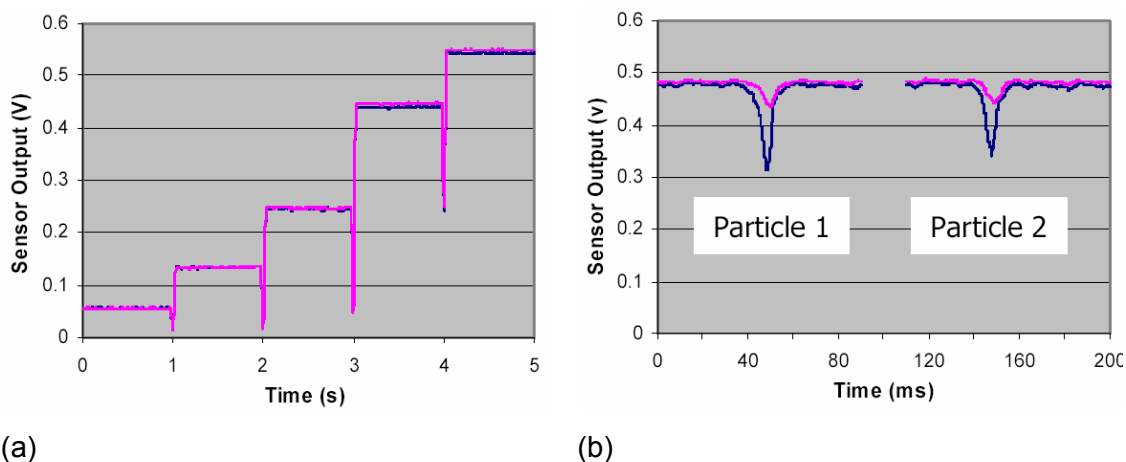 0.6
0.5
0.4
0.3
0.2
0.1
0
Sensor Output (V)
0 1 2 3 4 5
Time (s)
(a)
0.6
0.5
0.4
0.3
0.2
0.1
0
Sensor Output (v)
Particle 1
Particle 2
0 40 80 120 160 200
Time (ms)
(b)